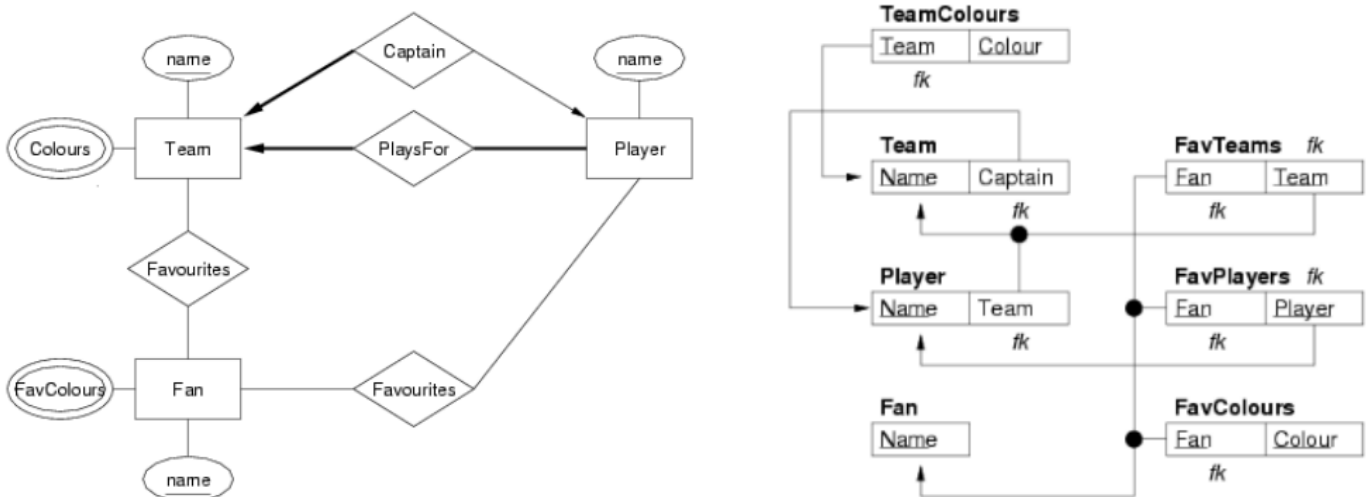 Captain
name
name
Colours
Team
PlaysFor
Player
Favourites
FavColours
Fan
Favourites
name
TeamColours
Team Colour
fk
Team
Name Captain
fk
FavTeams fk
Fan Team
fk
Player
Name Team
fk
FavPlayers fk
Fan Player
fk
Fan
Name
FavColours
Fan Colour
fk